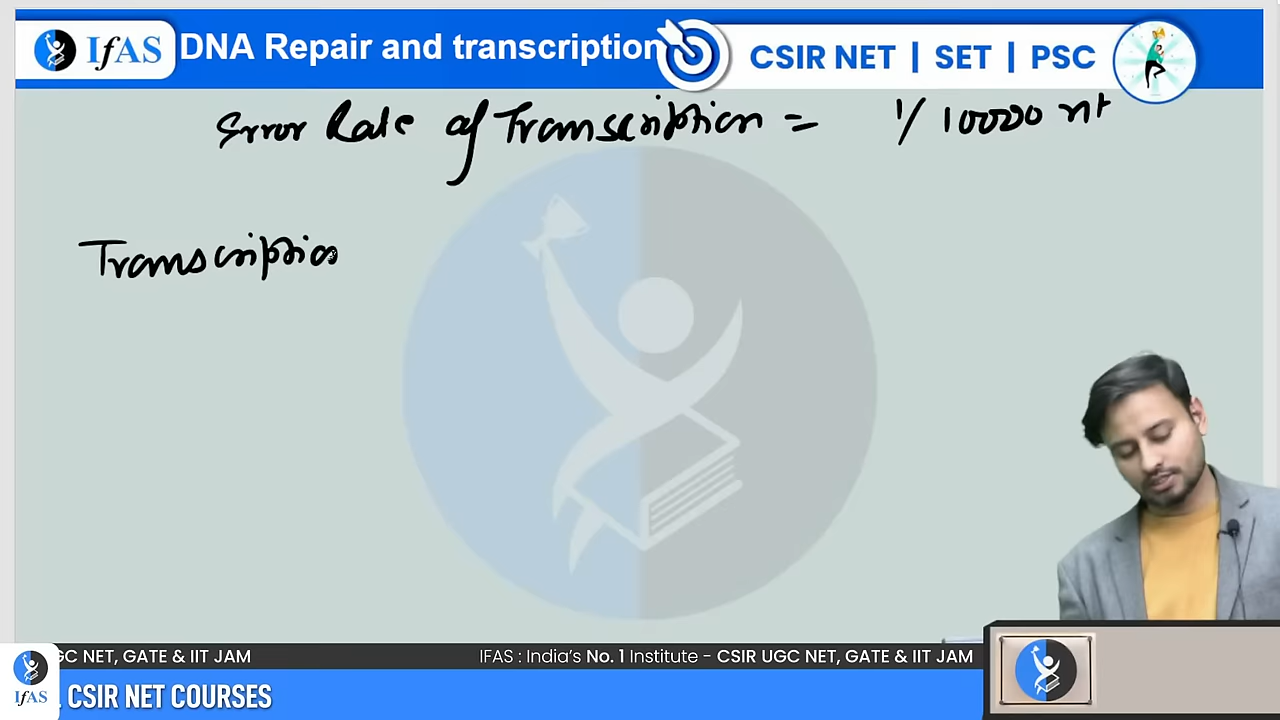 IfAS DNA Repair and transcription CSIR NET | SET | PSC
Error Rate of Transcription = 1/10000 nt
Transcription
GC NET, GATE & IIT JAM IFAS : India's No. 1 Institute - CSIR UGC NET, GATE & IIT JAM
IfAS CSIR NET COURSES